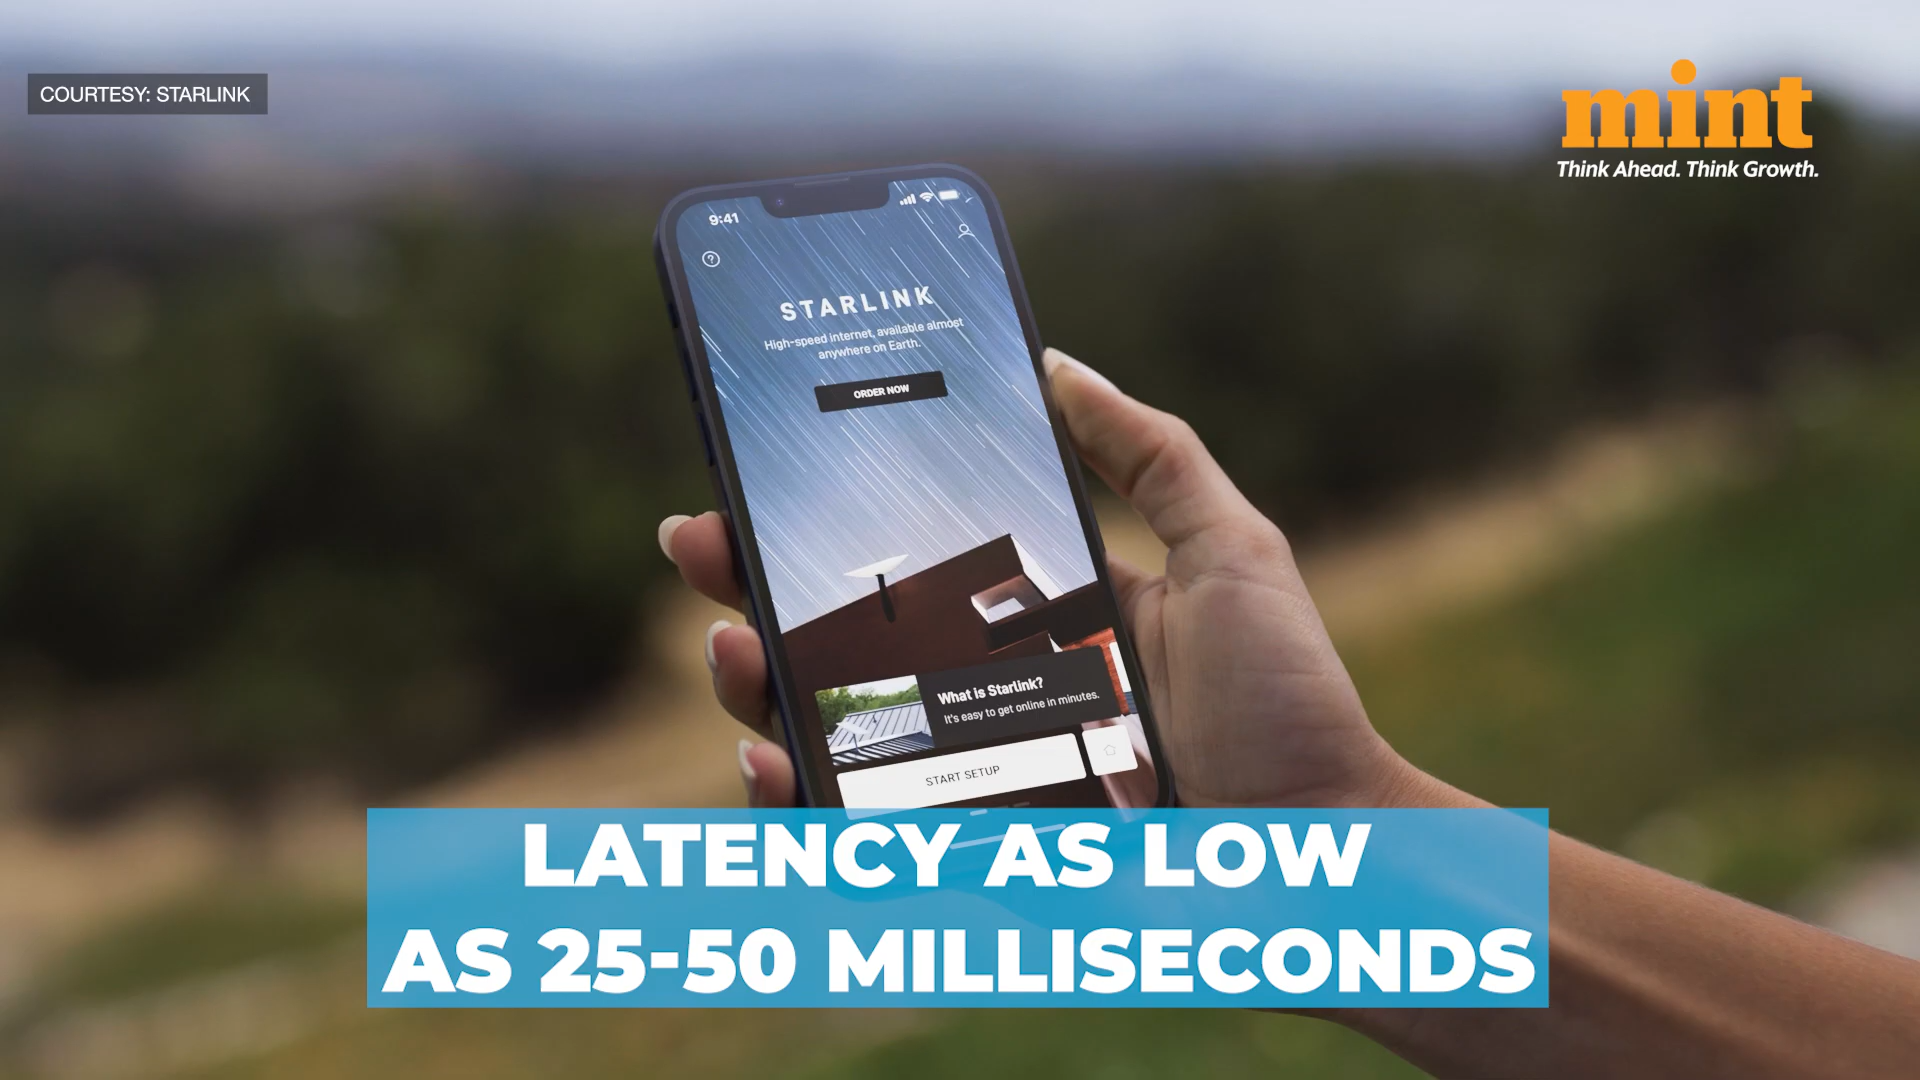 COURTESY: STARLINK
mint
Think Ahead. Think Growth.
9:41
STARLINK
High-speed internet, available almost
anywhere on Earth.
ORDER NOW
What is Starlink?
It's easy to get online in minutes.
START SETUP
LATENCY AS LOW
AS 25-50 MILLISECONDS